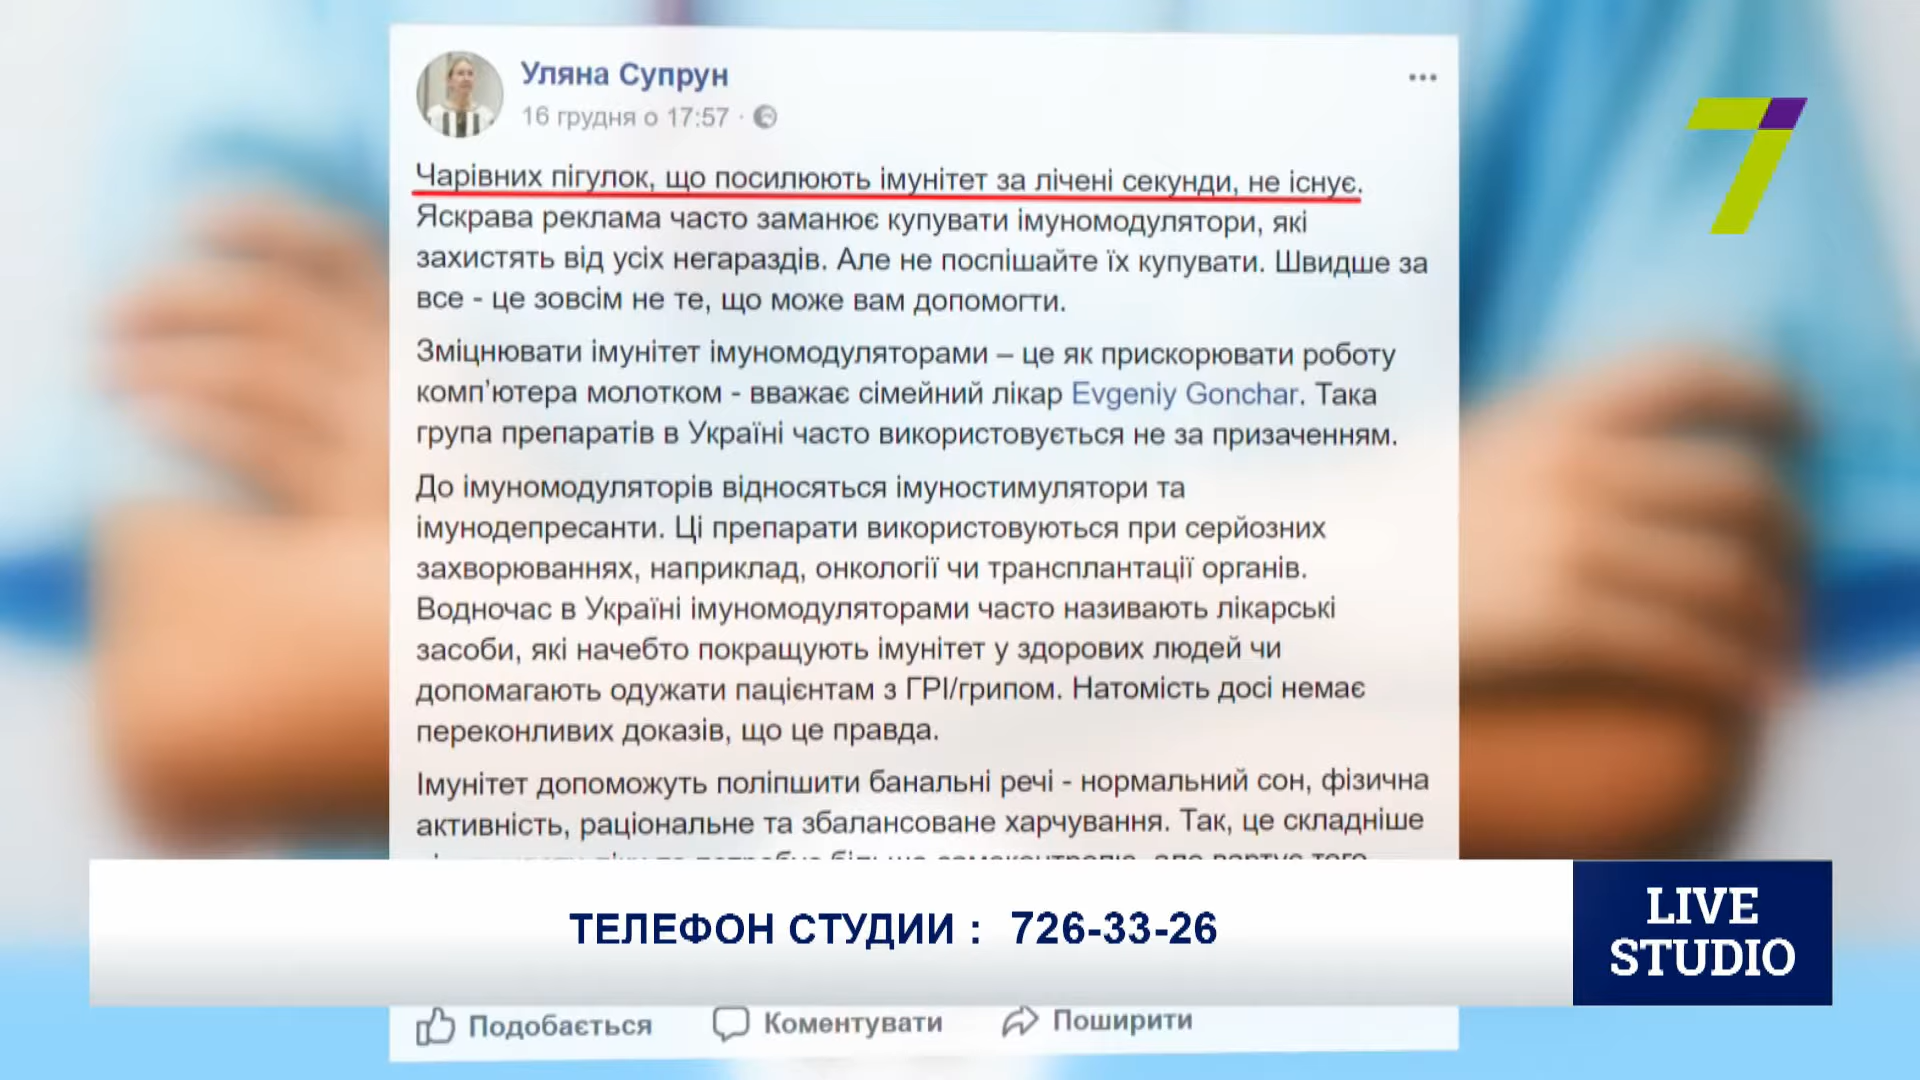 Уляна Супрун
16 грудня о 17:57 ·
Чарівних пігулок, що посилюють імунітет за лічені секунди, не існує.
Яскрава реклама часто заманює купувати імуномодулятори, які
захистять від усіх негараздів. Але не поспішайте їх купувати. Швидше за
все - це зовсім не те, що може вам допомогти.
Зміцнювати імунітет імуномодуляторами – це як прискорювати роботу
комп'ютера молотком - вважає сімейний лікар Evgeniy Gonchar. Така
група препаратів в Україні часто використовується не за призаченням.
До імуномодуляторів відносяться імуностимулятори та
імунодепресанти. Ці препарати використовуються при серйозних
захворюваннях, наприклад, онкології чи трансплантації органів.
Водночас в Україні імуномодуляторами часто називають лікарські
засоби, які начебто покращують імунітет у здорових людей чи
допомагають одужати пацієнтам з ГРІ/грипом. Натомість досі немає
переконливих доказів, що це правда.
Імунітет допоможуть поліпшити банальні речі - нормальний сон, фізична
активність, раціональне та збалансоване харчування. Так, це складніше
7
ТЕЛЕФОН СТУДИИ : 726-33-26
LIVE
STUDIO
Подобається Коментувати Поширити